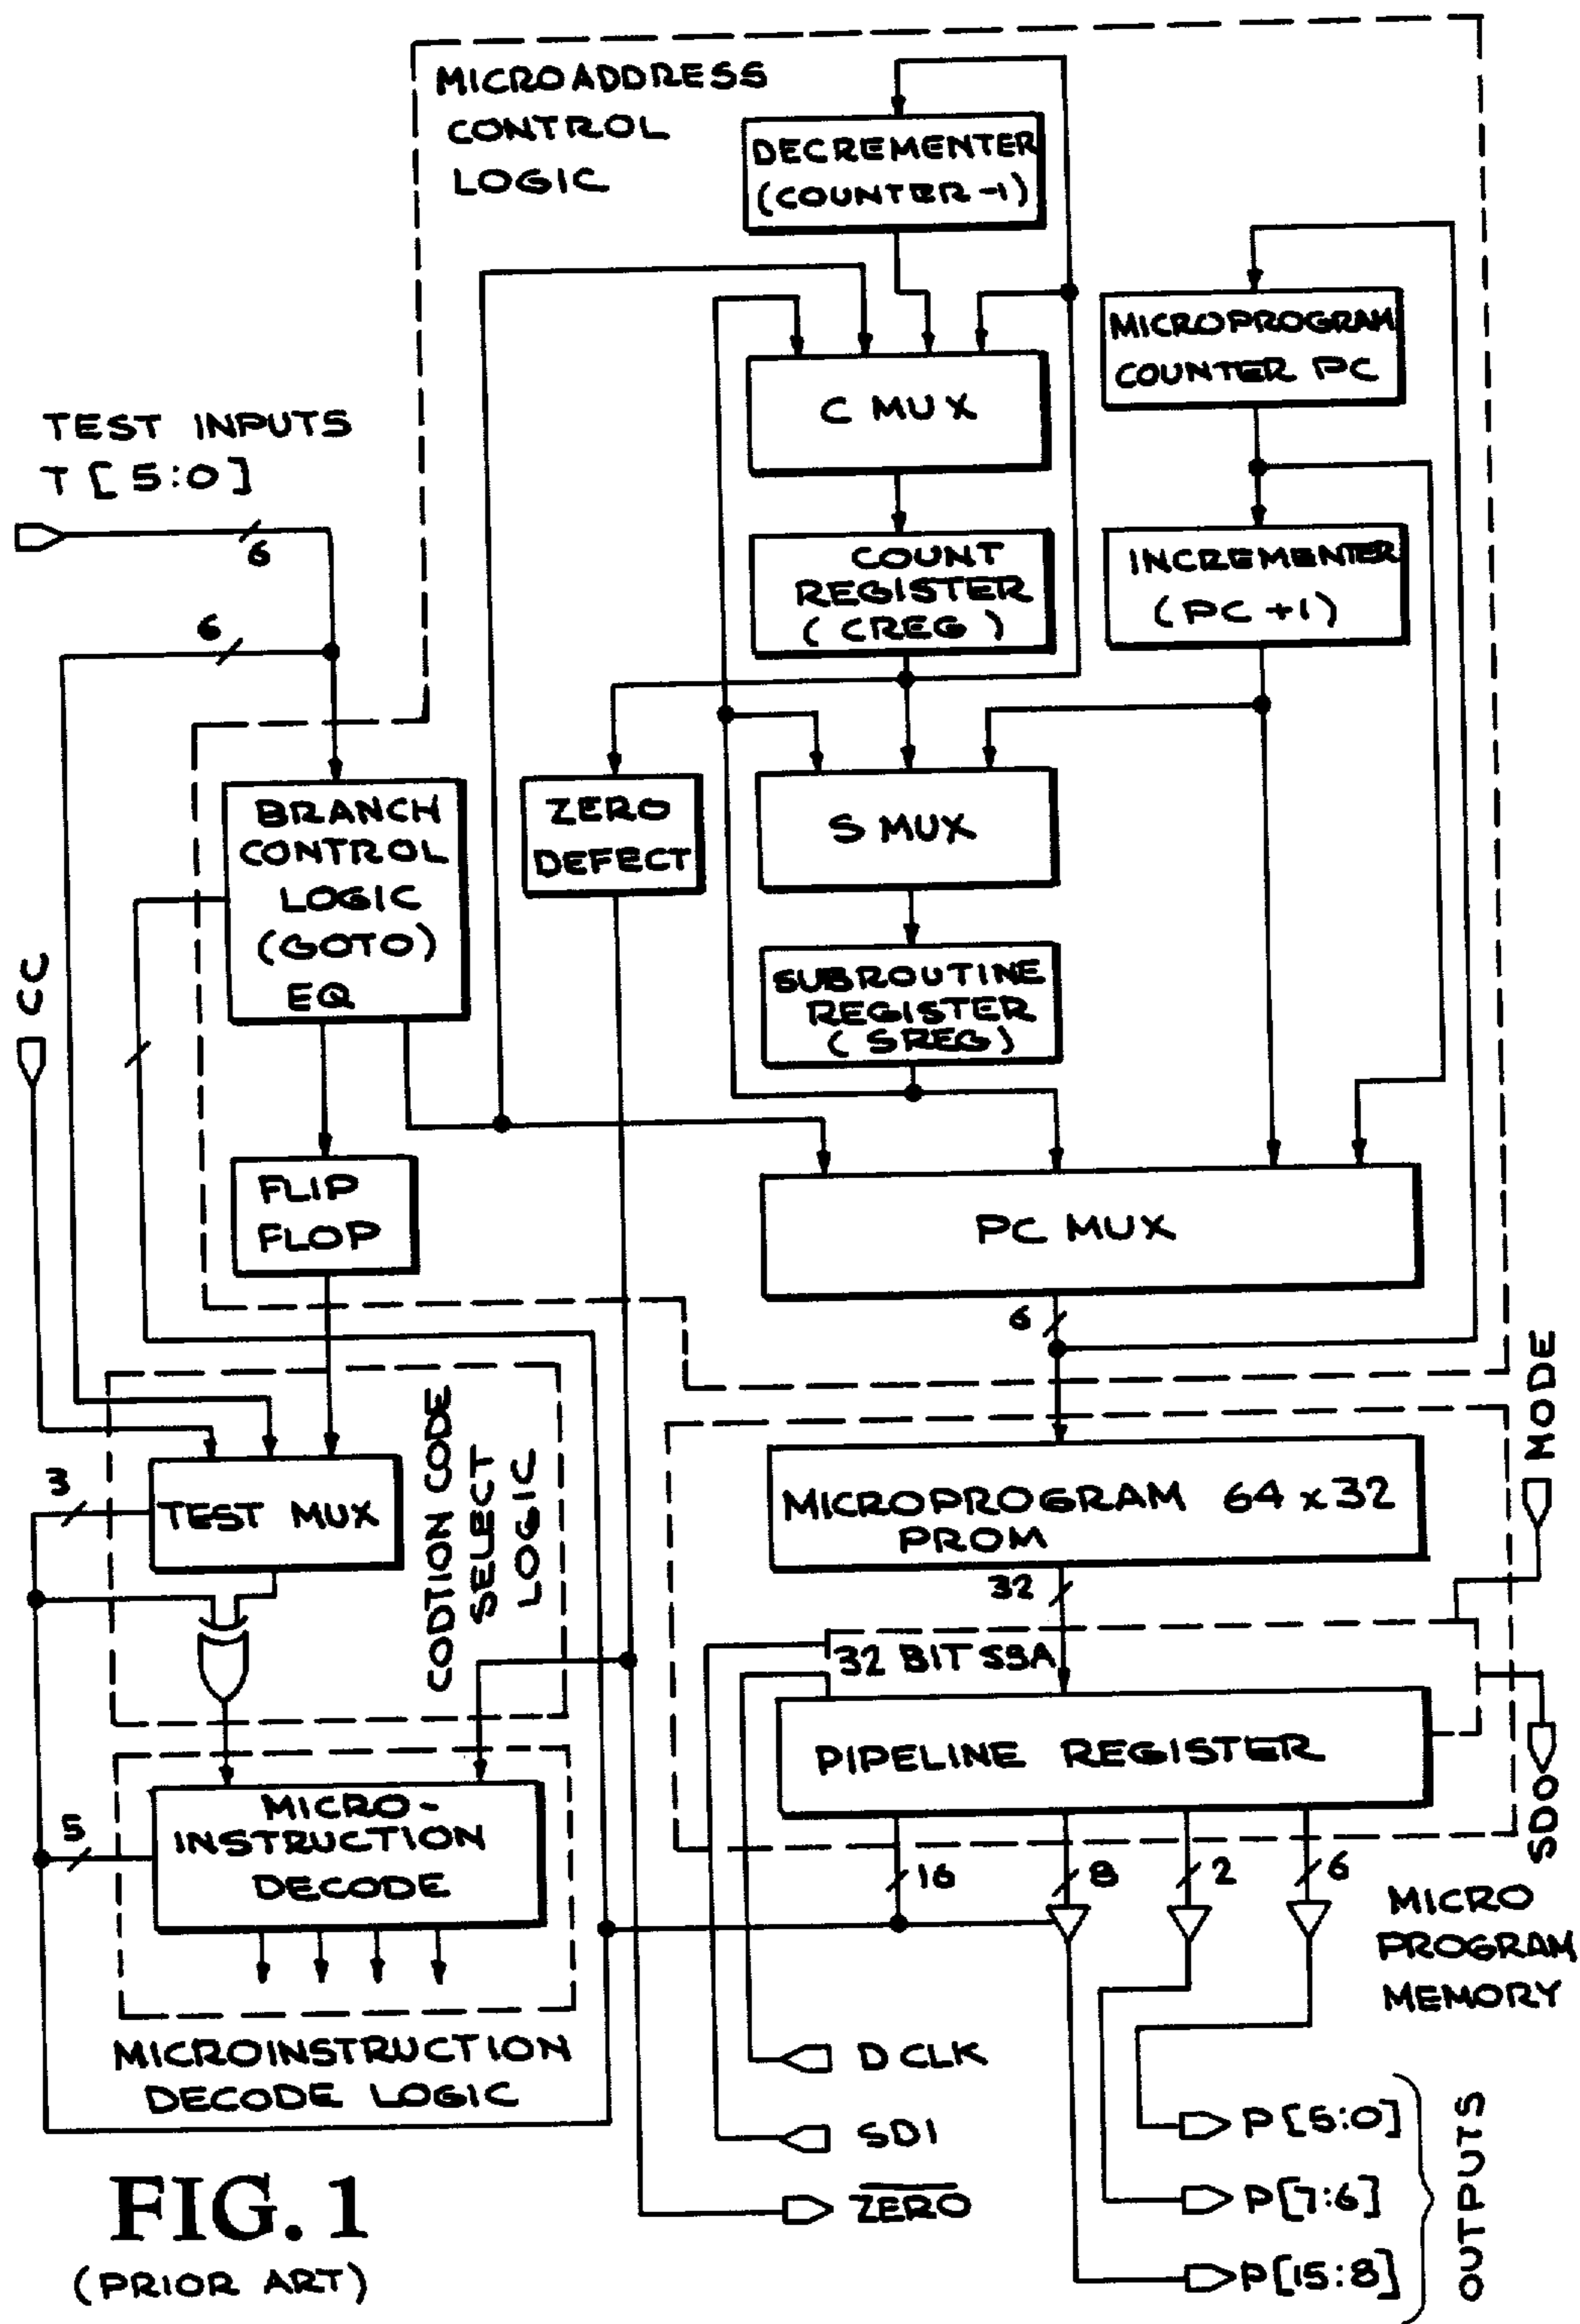 MICROADDRESS
CONTROL
LOGIC
DECREMENTER
(COUNTER -1)
MICROPROGRAM
COUNTER PC
C MUX
TEST INPUTS
T [ 5:0 ]
6
6
COUNT
REGISTER
( CREG )
INCREMENTER
( PC +1 )
BRANCH
CONTROL
LOGIC
(GOTO)
EQ
ZERO
DEFECT
S MUX
SUBROUTINE
REGISTER
( SREG )
CC
FLIP
FLOP
PC MUX
6
MODE
CODTION CODE
SELECT
LOGIC
3
TEST MUX
MICROPROGRAM 64 x 32
PROM
32
32 BIT SSA
PIPELINE REGISTER
SDO
MICRO-
INSTRUCTION
DECODE
5
16
8
2
6
MICRO
PROGRAM
MEMORY
MICROINSTRUCTION
DECODE LOGIC
D CLK
SDI
ZERO
P [5:0]
P[7:6]
P[15:8]
OUTPUTS
FIG. 1
(PRIOR ART)